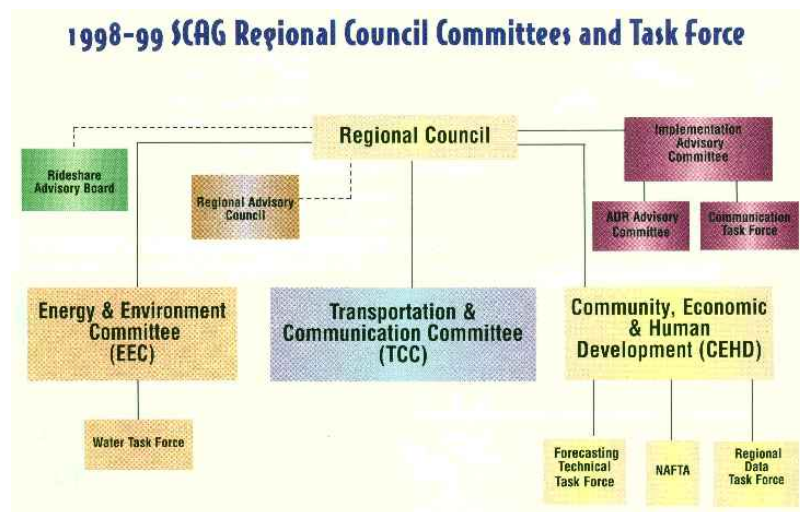 1998-99 SCAG Regional Council Committees and Task Force
Regional Council
Implementation
Advisory
Committee
Rideshare
Advisory Board
Regional Advisory
Council
ADR Advisory
Committee
Communication
Task Force
Energy & Environment
Committee
(EEC)
Transportation &
Communication Committee
(TCC)
Community, Economic
& Human
Development (CEHD)
Water Task Force
Forecasting
Technical
Task Force
NAFTA
Regional
Data
Task Force